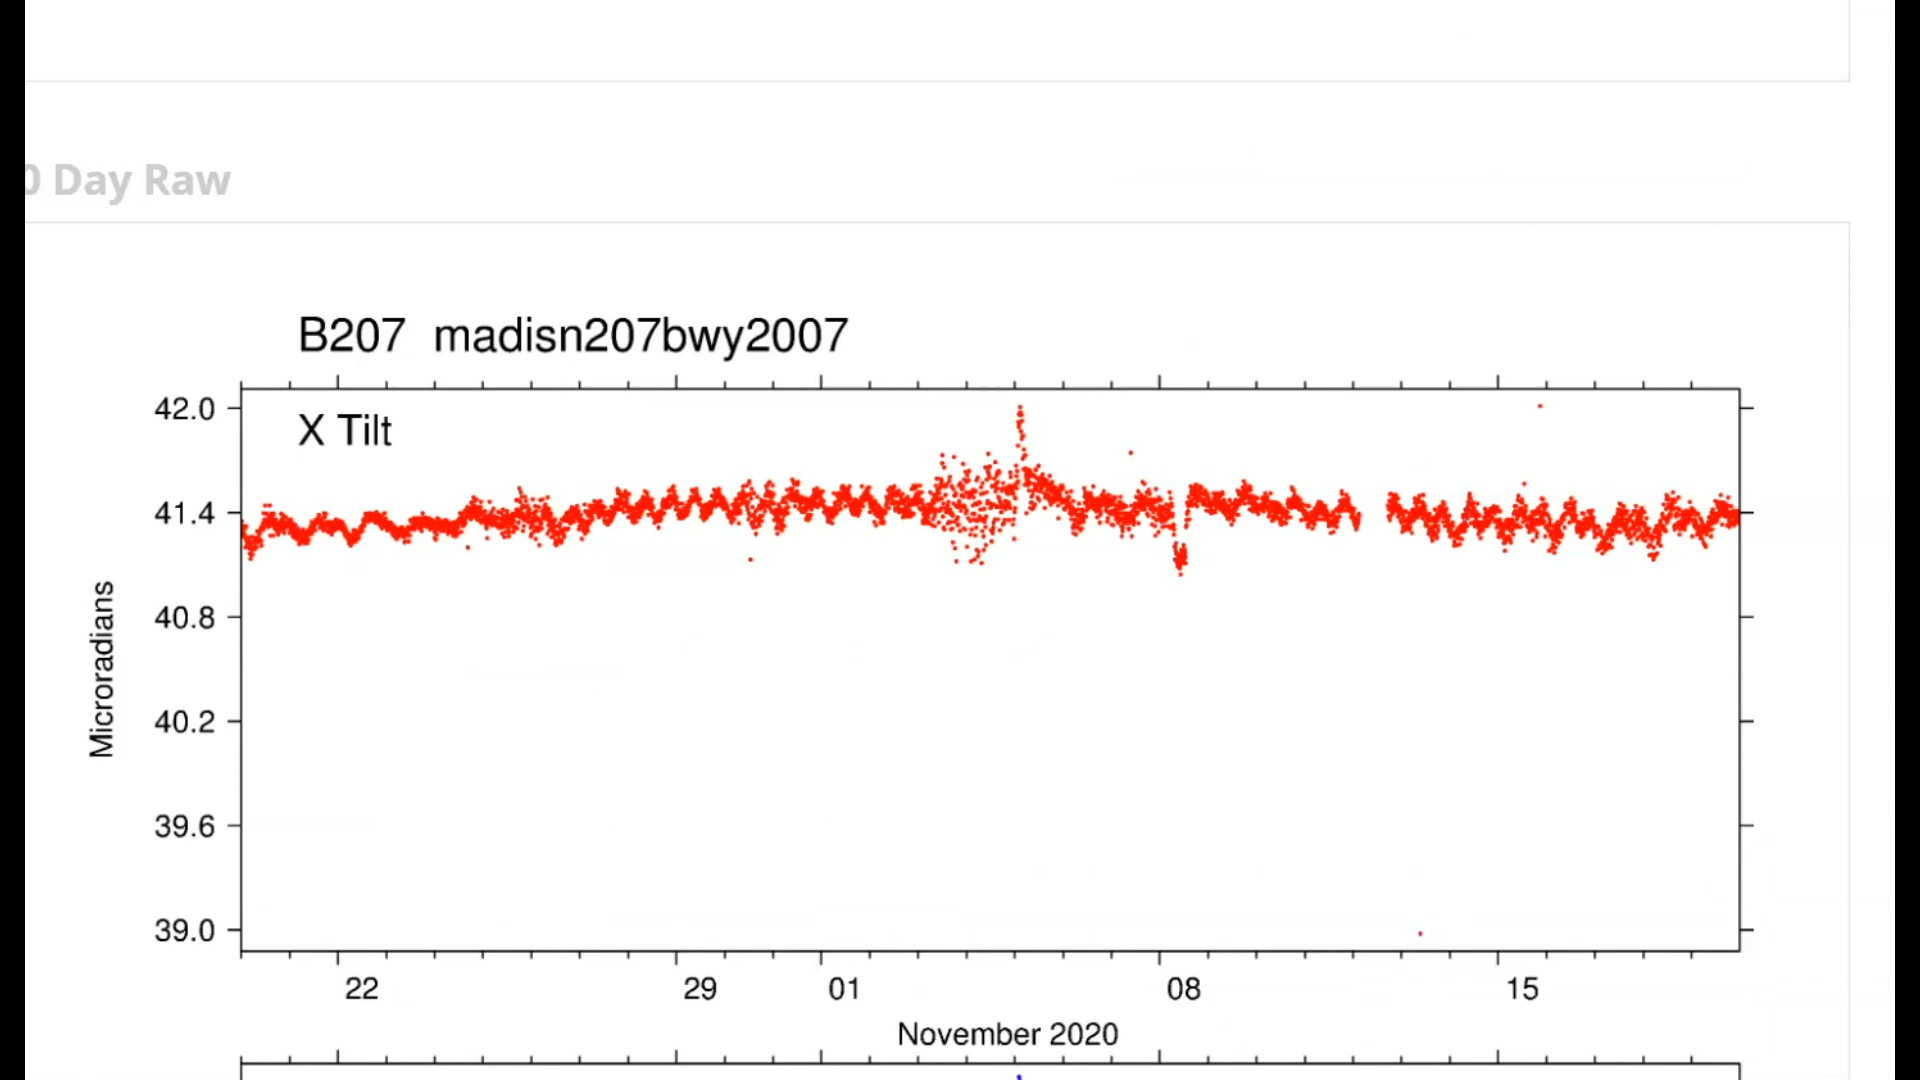 0 Day Raw
B207 madisn207bwy2007
X Tilt
42.0
41.4
40.8
40.2
39.6
39.0
Microradians
22 29 01 08 15
November 2020